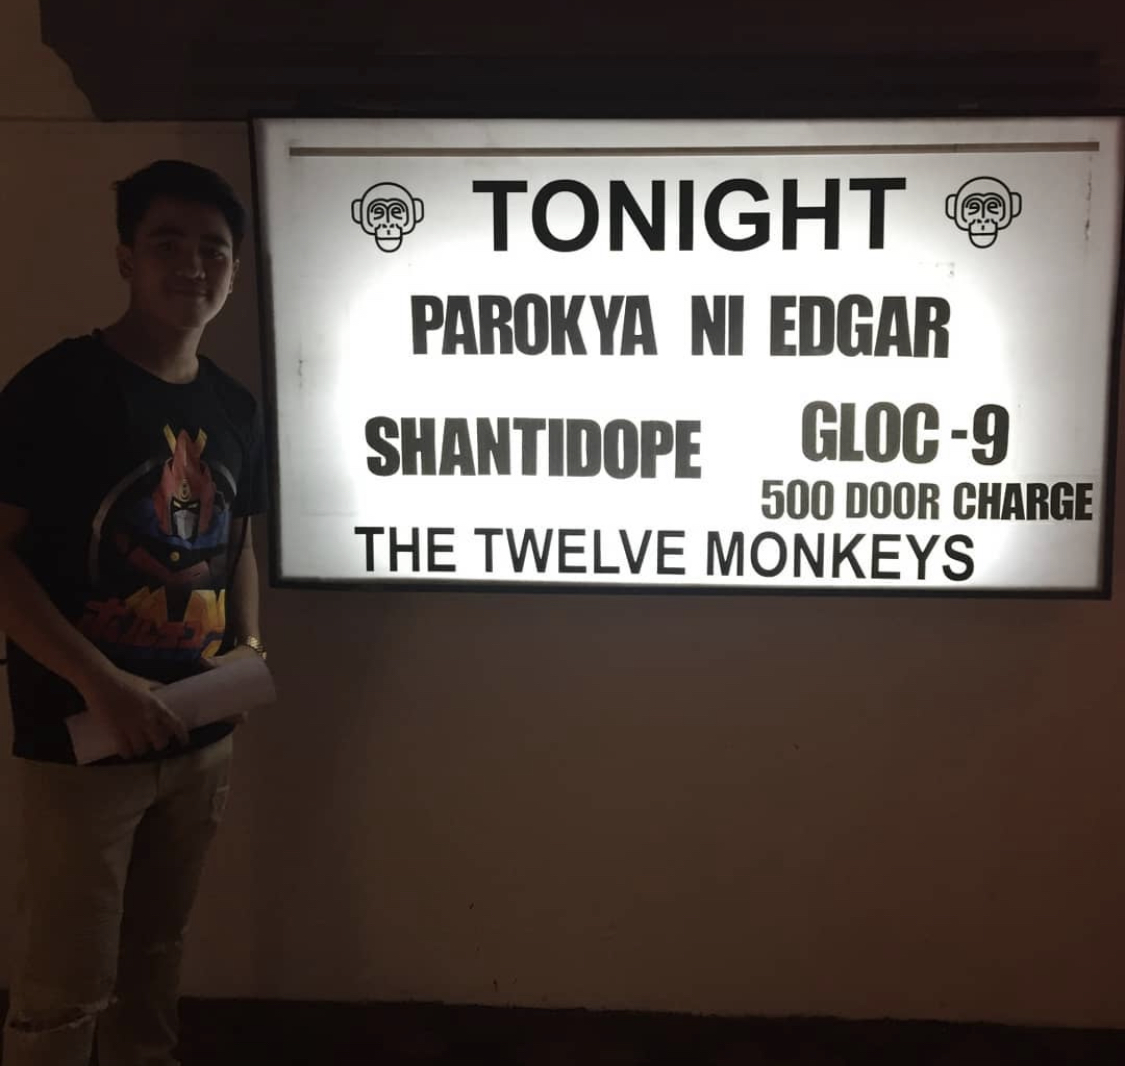 TONIGHT
PAROKYA NI EDGAR
SHANTIDOPE
GLOC-9
500 DOOR CHARGE
THE TWELVE MONKEYS